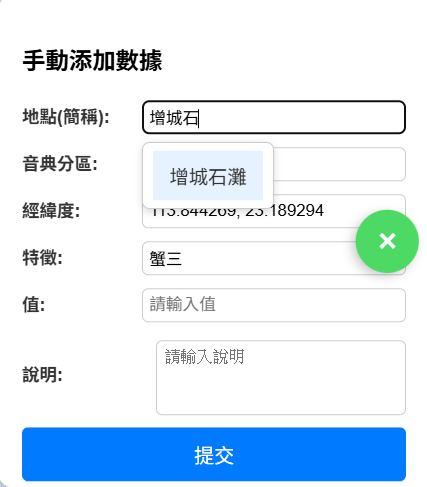 手動添加數據
地點(簡稱): 增城石
音典分區:
增城石灘
經緯度: 113.844269, 23.189294
特徵: 蟹三
值: 請輸入值
說明: 請輸入說明
提交